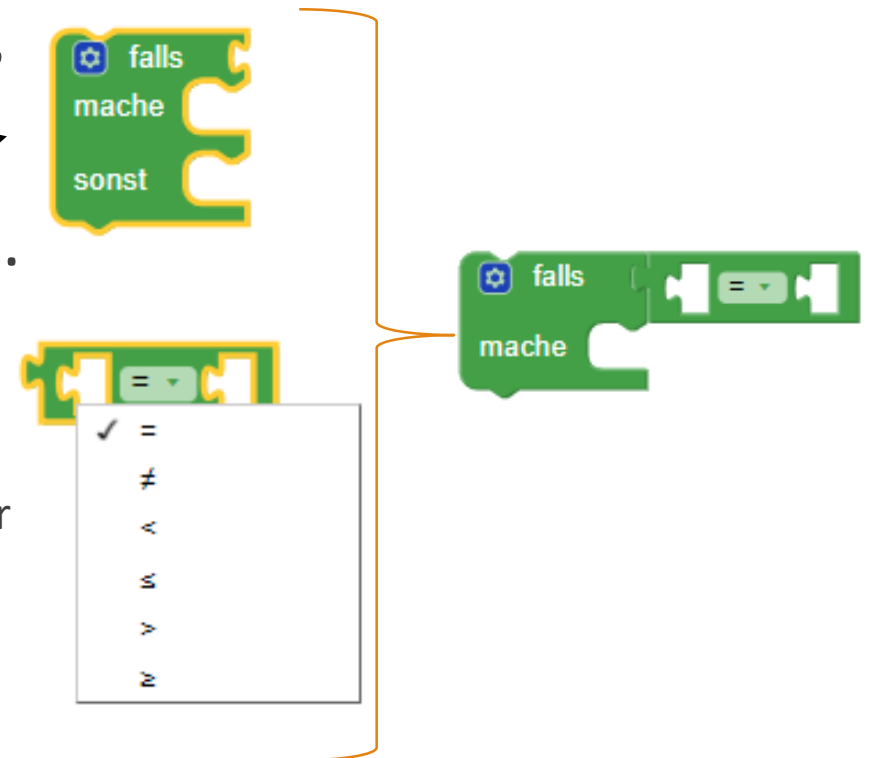 falls
mache
sonst
.
=
✓ =
≠
<
≤
>
≥
r
falls =
mache